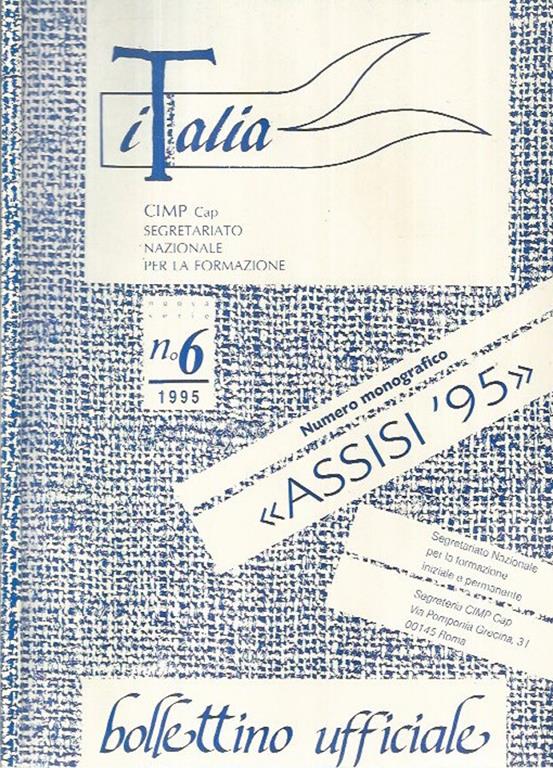 iTalia
CIMP Cap
SEGRETARIATO
NAZIONALE
PER LA FORMAZIONE
nuova
serie
n.o 6
1995
Numero monografico
«ASSISI '95»
Segretariato Nazionale
per la formazione
iniziale e permanente
Segreteria CIMP Cap
Via Pomponia Grecina, 31
00145 Roma
bollettino ufficiale